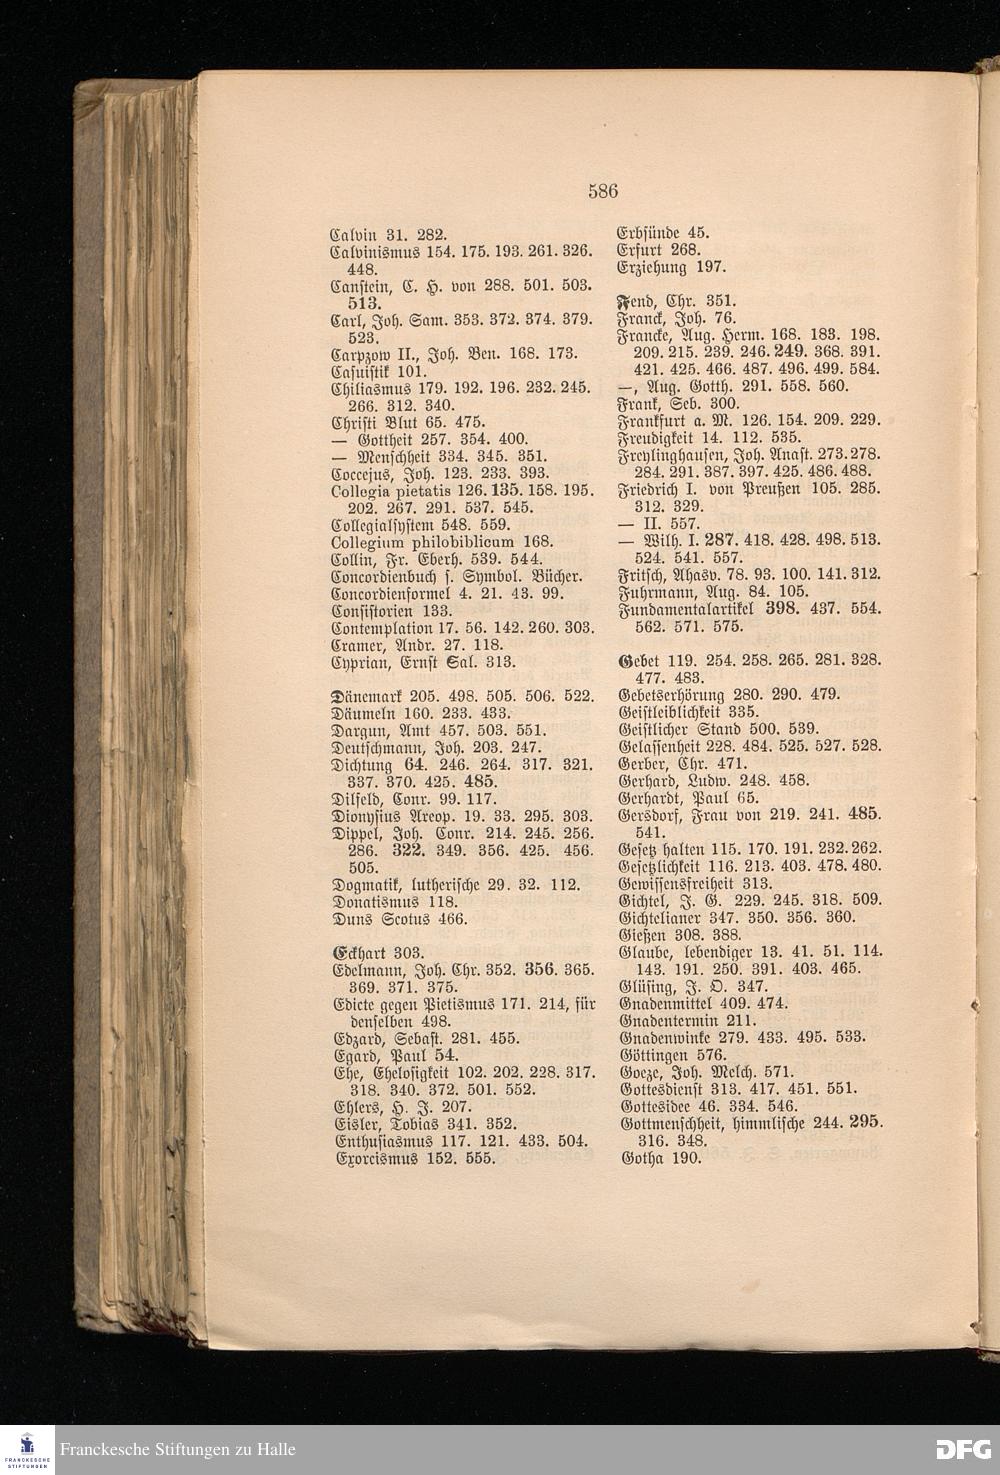 586
Calvin 31. 282.
Calvinismus 154. 175. 193. 261. 326.
448.
Canstein, C. H. von 288. 501. 503.
513.
Carl, Joh. Sam. 353. 372. 374. 379.
523.
Carpzow II., Joh. Ben. 168. 173.
Casuistik 101.
Chiliasmus 179. 192. 196. 232. 245.
266. 312. 340.
Christi Blut 65. 475.
— Gottheit 257. 354. 400.
— Menschheit 334. 345. 351.
Coccejus, Joh. 123. 233. 393.
Collegia pietatis 126. 135. 158. 195.
202. 267. 291. 537. 545.
Collegialsystem 548. 559.
Collegium philobiblicum 168.
Collin, Fr. Eberh. 539. 544.
Concordienbuch s. Symbol. Bücher.
Concordienformel 4. 21. 43. 99.
Consistorien 133.
Contemplation 17. 56. 142. 260. 303.
Cramer, Andr. 27. 118.
Cyprian, Ernst Sal. 313.
Dänemark 205. 498. 505. 506. 522.
Däumeln 160. 233. 433.
Dargun, Amt 457. 503. 551.
Deutschmann, Joh. 203. 247.
Dichtung 64. 246. 264. 317. 321.
337. 370. 425. 485.
Dilfeld, Conr. 99. 117.
Dionysius Areop. 19. 33. 295. 303.
Dippel, Joh. Conr. 214. 245. 256.
286. 322. 349. 356. 425. 456.
505.
Dogmatik, lutherische 29. 32. 112.
Donatismus 118.
Duns Scotus 466.
Eckhart 303.
Edelmann, Joh. Chr. 352. 356. 365.
369. 371. 375.
Edicte gegen Pietismus 171. 214, für
denselben 498.
Edzard, Sebast. 281. 455.
Egard, Paul 54.
Ehe, Ehelosigkeit 102. 202. 228. 317.
318. 340. 372. 501. 552.
Ehlers, H. J. 207.
Eisler, Tobias 341. 352.
Enthusiasmus 117. 121. 433. 504.
Exorcismus 152. 555.
Erbsünde 45.
Erfurt 268.
Erziehung 197.
Fend, Chr. 351.
Franck, Joh. 76.
Francke, Aug. Herm. 168. 183. 198.
209. 215. 239. 246. 249. 368. 391.
421. 425. 466. 487. 496. 499. 584.
—, Aug. Gotth. 291. 558. 560.
Frank, Seb. 300.
Frankfurt a. M. 126. 154. 209. 229.
Freudigkeit 14. 112. 535.
Freylinghausen, Joh. Anast. 273. 278.
284. 291. 387. 397. 425. 486. 488.
Friedrich I. von Preußen 105. 285.
312. 329.
— II. 557.
— Wilh. I. 287. 418. 428. 498. 513.
524. 541. 557.
Fritsch, Ahasv. 78. 93. 100. 141. 312.
Fuhrmann, Aug. 84. 105.
Fundamentalartikel 398. 437. 554.
562. 571. 575.
Gebet 119. 254. 258. 265. 281. 328.
477. 483.
Gebetserhörung 280. 290. 479.
Geistleiblichkeit 335.
Geistlicher Stand 500. 539.
Gelassenheit 228. 484. 525. 527. 528.
Gerber, Chr. 471.
Gerhard, Ludw. 248. 458.
Gerhardt, Paul 65.
Gersdorf, Frau von 219. 241. 485.
541.
Gesetz halten 115. 170. 191. 232. 262.
Gesetzlichkeit 116. 213. 403. 478. 480.
Gewissensfreiheit 313.
Gichtel, J. G. 229. 245. 318. 509.
Gichtelianer 347. 350. 356. 360.
Gießen 308. 388.
Glaube, lebendiger 13. 41. 51. 114.
143. 191. 250. 391. 403. 465.
Glüsing, J. O. 347.
Gnadenmittel 409. 474.
Gnadentermin 211.
Gnadenwinke 279. 433. 495. 533.
Göttingen 576.
Goeze, Joh. Melch. 571.
Gottesdienst 313. 417. 451. 551.
Gottesidee 46. 334. 546.
Gottmenschheit, himmlische 244. 295.
316. 348.
Gotha 190.
FRANCKESCHE
STIFTUNGEN
Franckesche Stiftungen zu Halle
DFG